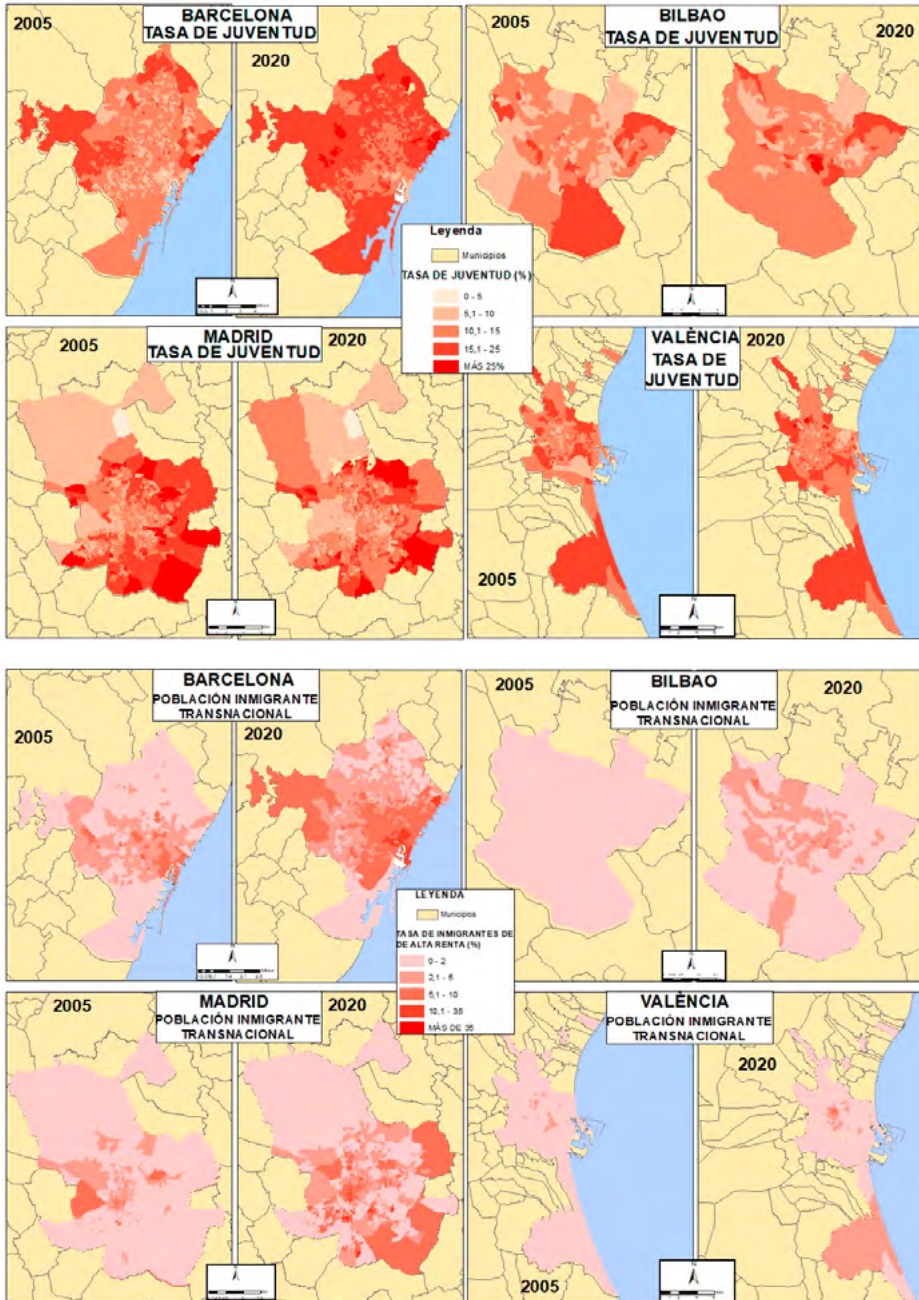 2005
BARCELONA
TASA DE JUVENTUD
2020
2005
BILBAO
TASA DE JUVENTUD
2020
Leyenda
Municipios
TASA DE JUVENTUD (%)
0 - 5
5,1 - 10
10,1 - 15
15,1 - 25
MÁS 25%
2005
MADRID
TASA DE JUVENTUD
2020
VALÈNCIA
TASA DE
JUVENTUD
2020
2005
BARCELONA
POBLACIÓN INMIGRANTE
TRANSNACIONAL
2005
2020
2005
BILBAO
POBLACIÓN INMIGRANTE
TRANSNACIONAL
2020
LEYENDA
Municipios
TASA DE INMIGRANTES DE
DE ALTA RENTA (%)
0 - 2
2,1 - 5
5,1 - 10
10,1 - 35
MÁS DE 35
2005
MADRID
POBLACIÓN INMIGRANTE
TRANSNACIONAL
2020
VALÈNCIA
POBLACIÓN INMIGRANTE
TRANSNACIONAL
2020
2005